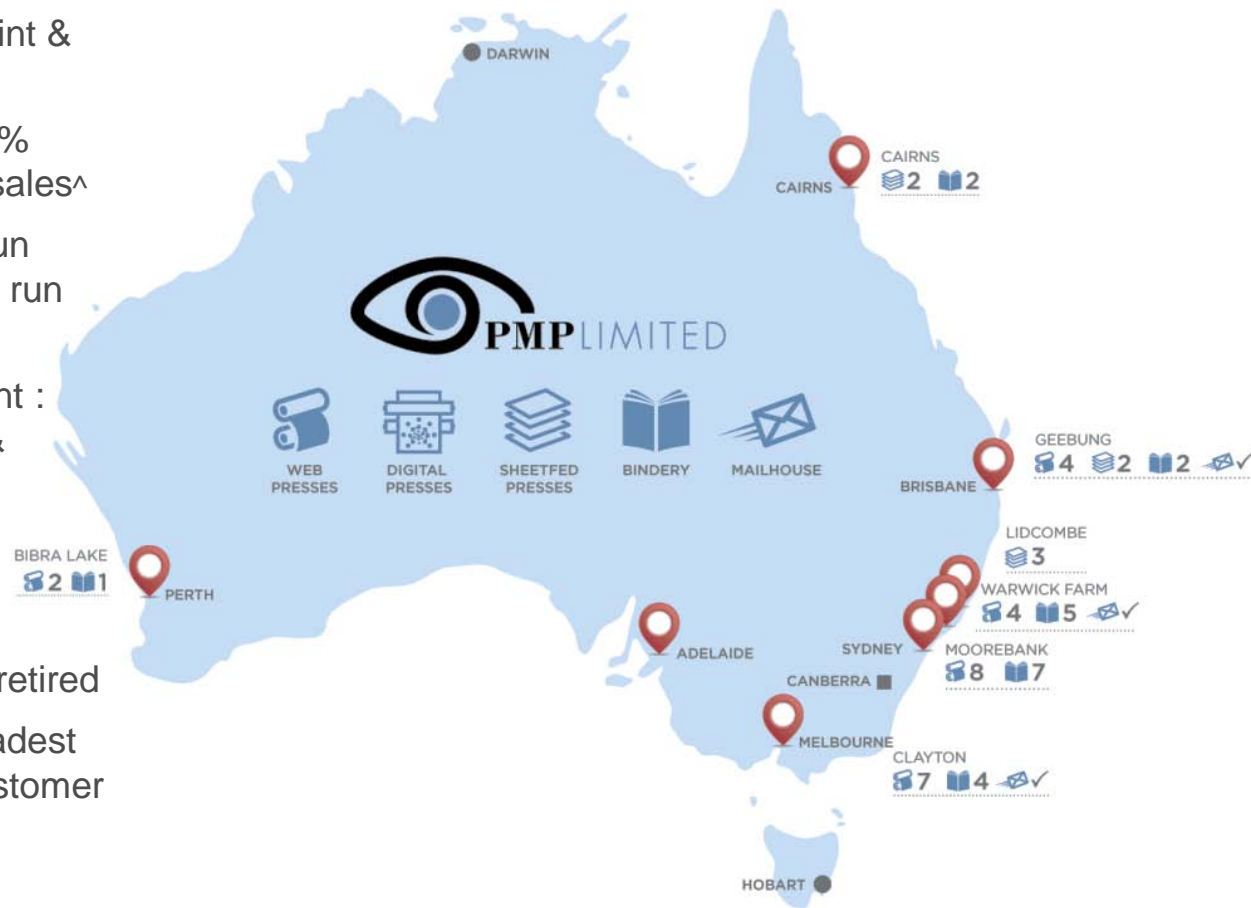 int &
%
sales^
un
run
nt :
&
retired
adest
stomer
DARWIN
CAIRNS
CAIRNS
2 2
PMP LIMITED
WEB PRESSES
DIGITAL PRESSES
SHEETFED PRESSES
BINDERY
MAILHOUSE
BRISBANE
GEEBUNG
4 2 2 ✓
LIDCOMBE
3
WARWICK FARM
4 5 ✓
SYDNEY
MOOREBANK
8 7
BIBRA LAKE
2 1
PERTH
ADELAIDE
CANBERRA
MELBOURNE
CLAYTON
7 4 ✓
HOBART